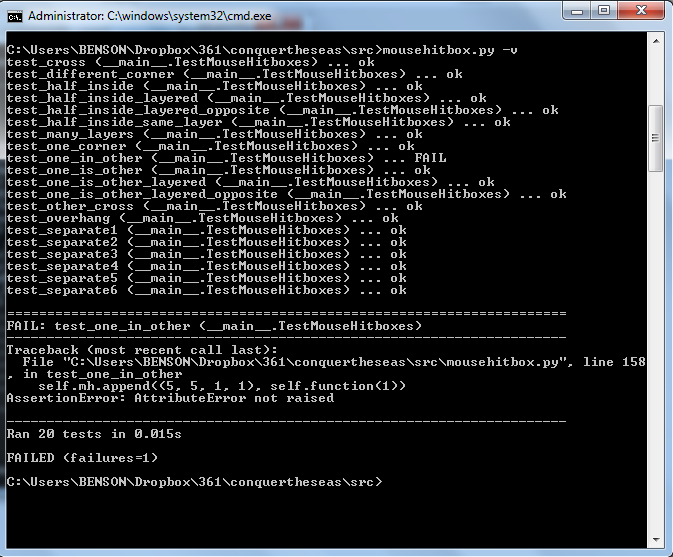 Administrator: C:\windows\system32\cmd.exe
C:\Users\BENSON\Dropbox\361\conquertheseas\src>mousehitbox.py -v
test_cross (__main__.TestMouseHitboxes) ... ok
test_different_corner (__main__.TestMouseHitboxes) ... ok
test_half_inside (__main__.TestMouseHitboxes) ... ok
test_half_inside_layered (__main__.TestMouseHitboxes) ... ok
test_half_inside_layered_opposite (__main__.TestMouseHitboxes) ... ok
test_half_inside_same_layer (__main__.TestMouseHitboxes) ... ok
test_many_layers (__main__.TestMouseHitboxes) ... ok
test_one_corner (__main__.TestMouseHitboxes) ... ok
test_one_in_other (__main__.TestMouseHitboxes) ... FAIL
test_one_is_other (__main__.TestMouseHitboxes) ... ok
test_one_is_other_layered (__main__.TestMouseHitboxes) ... ok
test_one_is_other_layered_opposite (__main__.TestMouseHitboxes) ... ok
test_other_cross (__main__.TestMouseHitboxes) ... ok
test_overhang (__main__.TestMouseHitboxes) ... ok
test_separate1 (__main__.TestMouseHitboxes) ... ok
test_separate2 (__main__.TestMouseHitboxes) ... ok
test_separate3 (__main__.TestMouseHitboxes) ... ok
test_separate4 (__main__.TestMouseHitboxes) ... ok
test_separate5 (__main__.TestMouseHitboxes) ... ok
test_separate6 (__main__.TestMouseHitboxes) ... ok
======================================================================
FAIL: test_one_in_other (__main__.TestMouseHitboxes)
----------------------------------------------------------------------
Traceback (most recent call last):
  File "C:\Users\BENSON\Dropbox\361\conquertheseas\src\mousehitbox.py", line 158
, in test_one_in_other
    self.mh.append((5, 5, 1, 1), self.function(1))
AssertionError: AttributeError not raised
----------------------------------------------------------------------
Ran 20 tests in 0.015s
FAILED (failures=1)
C:\Users\BENSON\Dropbox\361\conquertheseas\src>